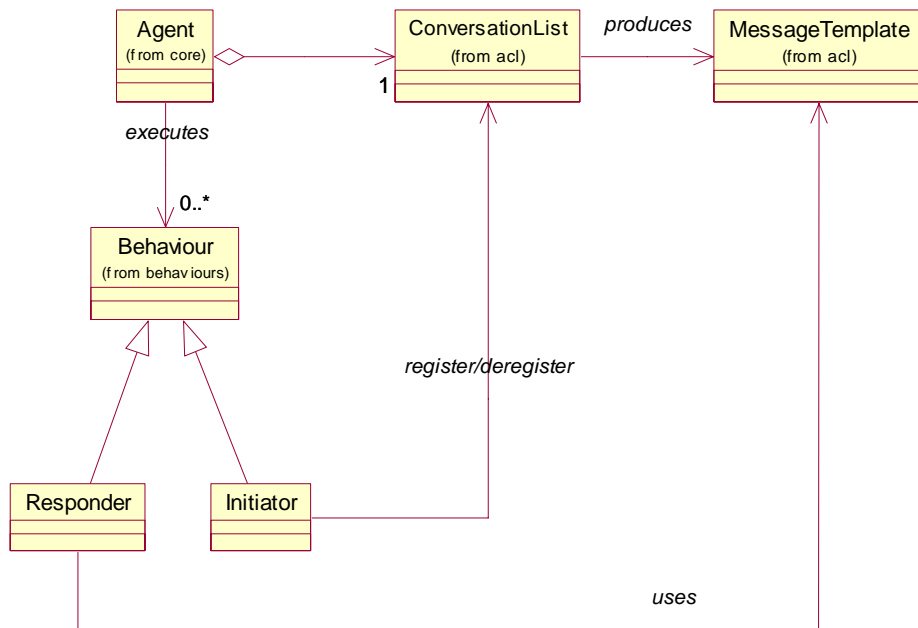 Agent
(from core)
ConversationList
(from acl)
produces
MessageTemplate
(from acl)
1
executes
0..*
Behaviour
(from behaviours)
register/deregister
Responder
Initiator
uses